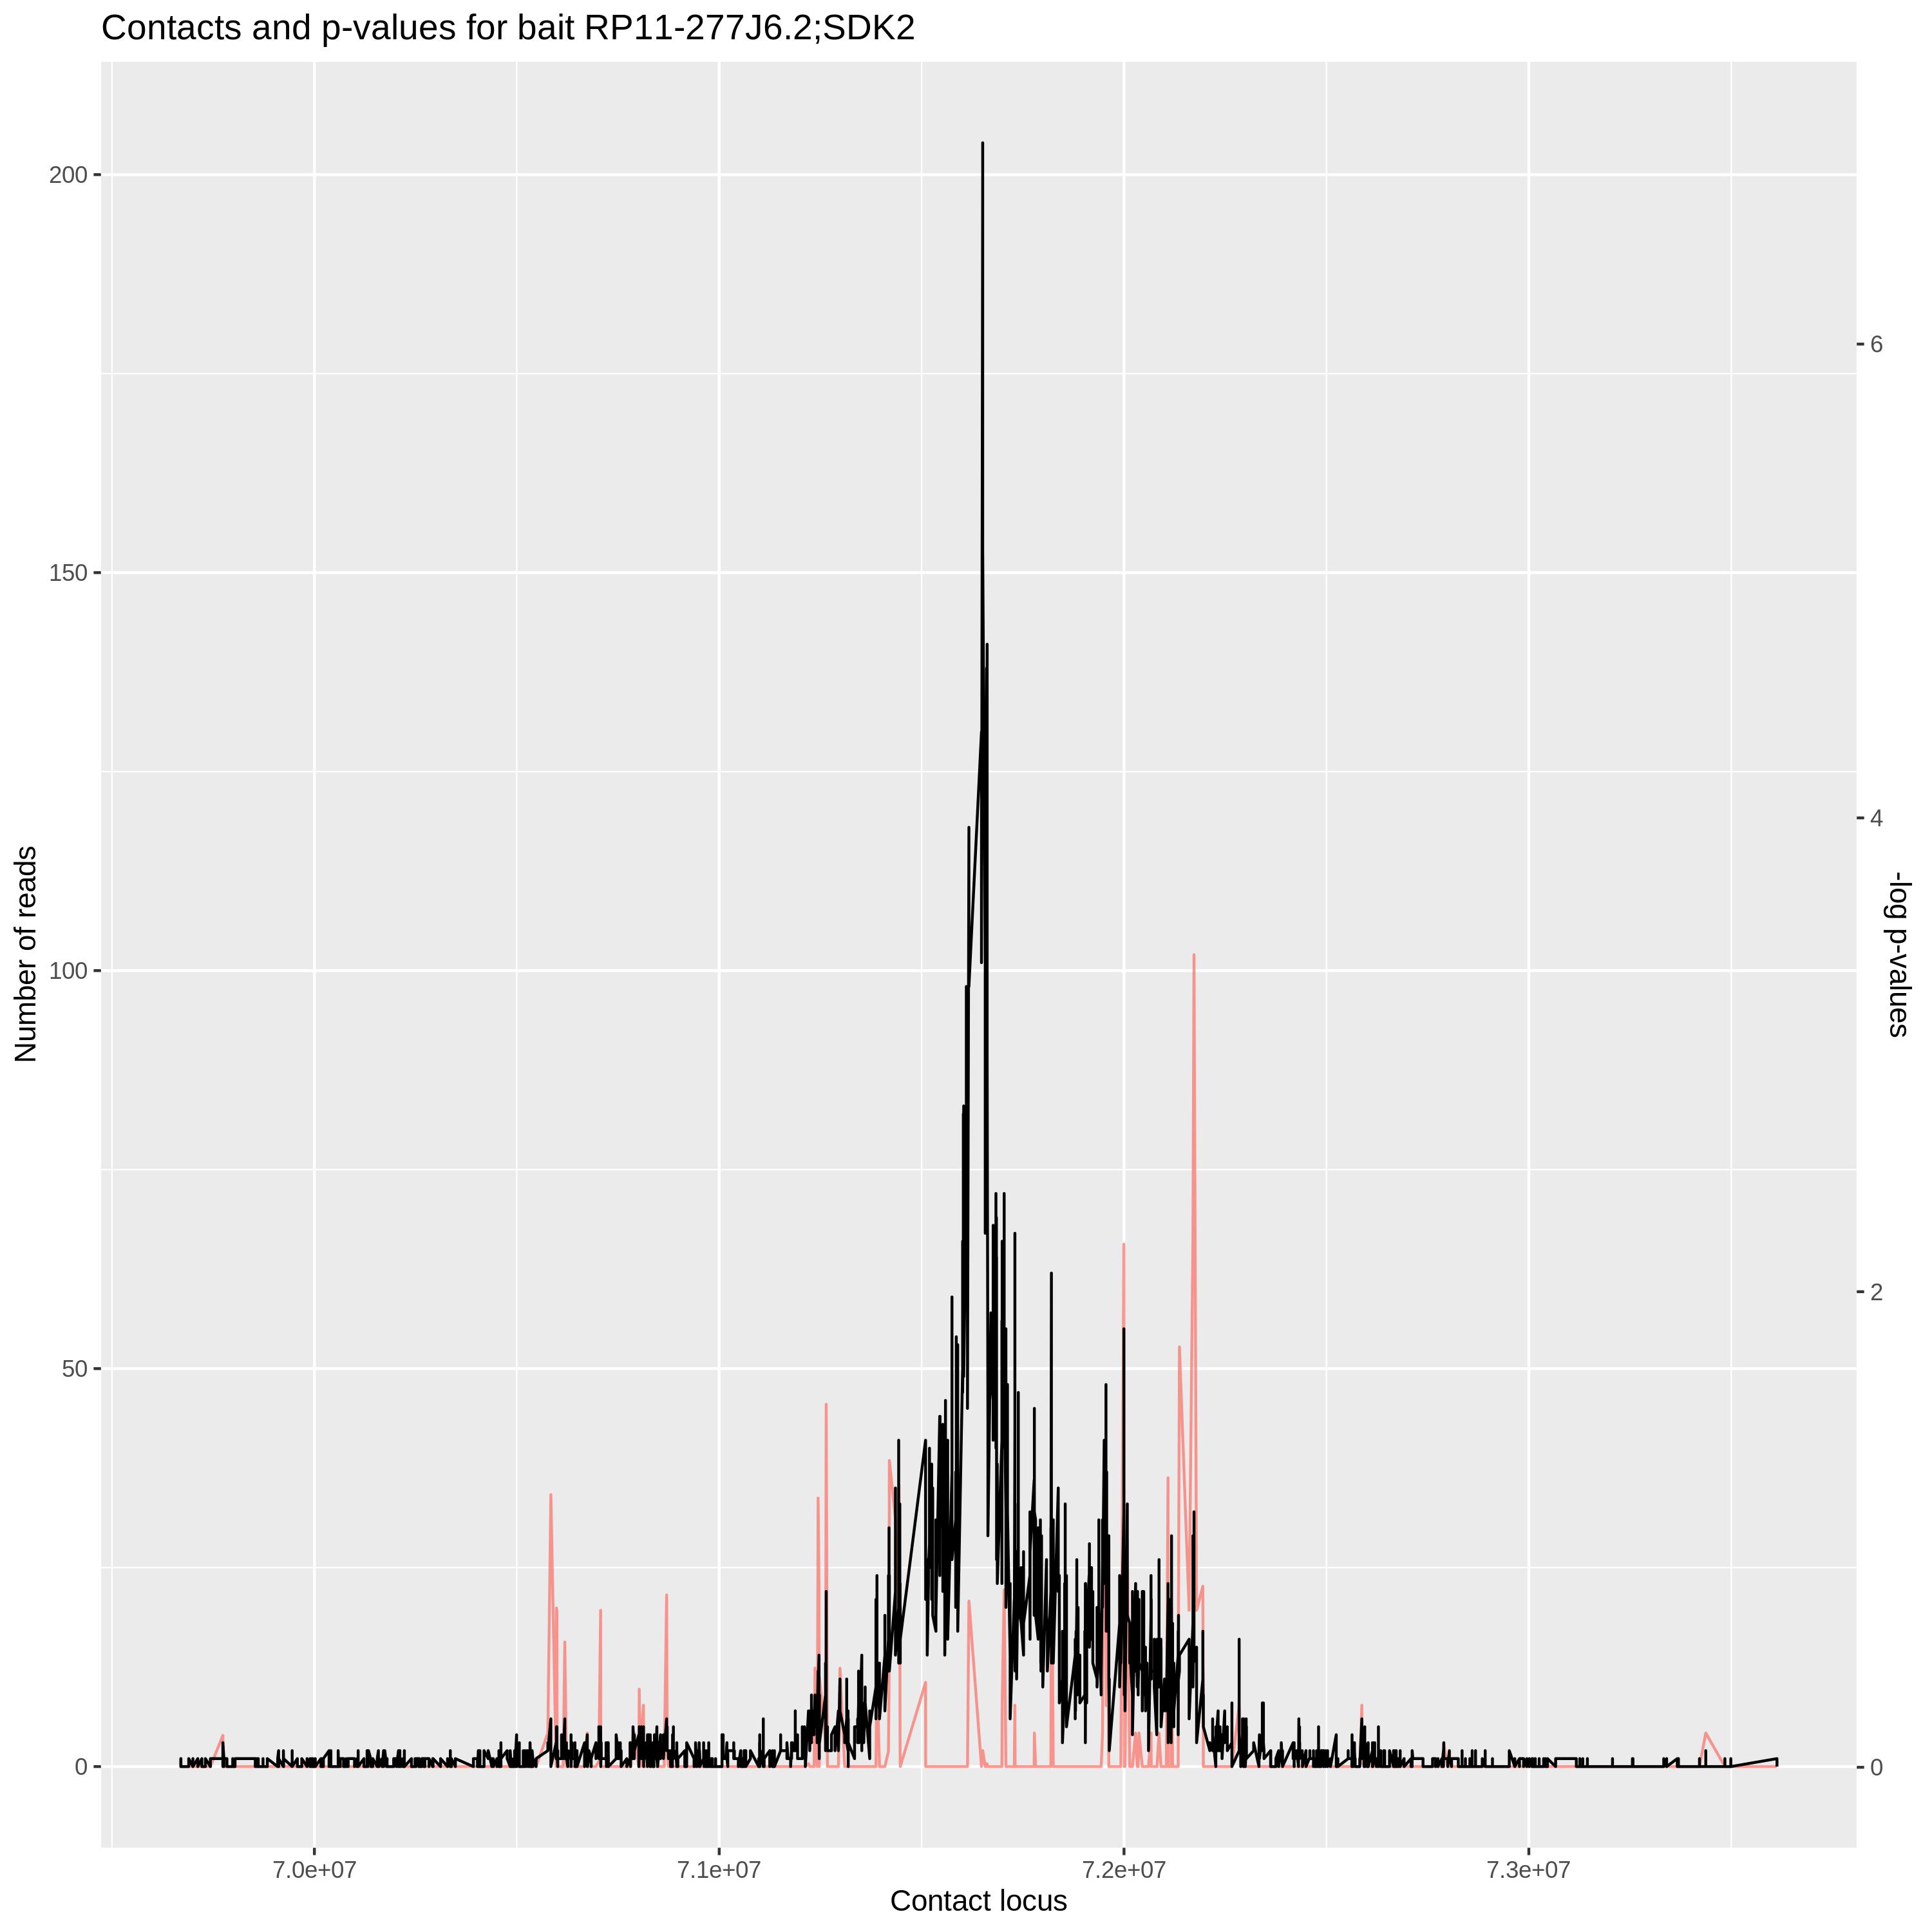 Contacts and p-values for bait RP11-277J6.2;SDK2
200
150
100
50
0
Number of reads
6
4
2
0
-log p-values
7.0e+07
7.1e+07
7.2e+07
7.3e+07
Contact locus